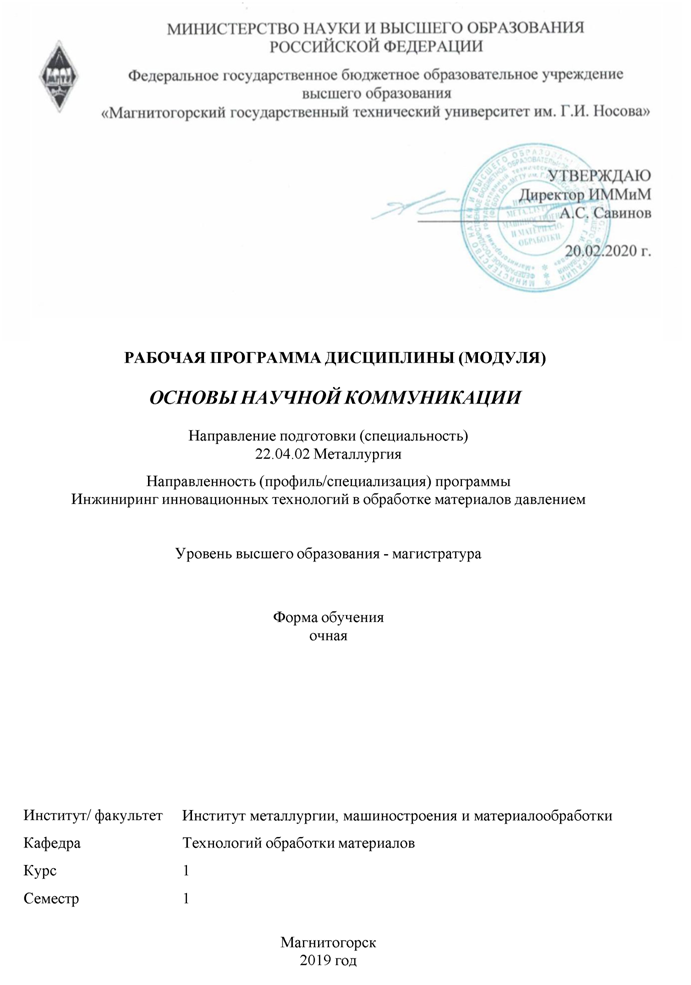 МИНИСТЕРСТВО НАУКИ И ВЫСШЕГО ОБРАЗОВАНИЯ
РОССИЙСКОЙ ФЕДЕРАЦИИ
Федеральное государственное бюджетное образовательное учреждение
высшего образования
«Магнитогорский государственный технический университет им. Г.И. Носова»
УТВЕРЖДАЮ
Директор ИММиМ
А.С. Савинов
20.02.2020 г.
РАБОЧАЯ ПРОГРАММА ДИСЦИПЛИНЫ (МОДУЛЯ)
ОСНОВЫ НАУЧНОЙ КОММУНИКАЦИИ
Направление подготовки (специальность)
22.04.02 Металлургия
Направленность (профиль/специализация) программы
Инжиниринг инновационных технологий в обработке материалов давлением
Уровень высшего образования - магистратура
Форма обучения
очная
Институт/ факультет Институт металлургии, машиностроения и материалообработки
Кафедра Технологий обработки материалов
Курс 1
Семестр 1
Магнитогорск
2019 год